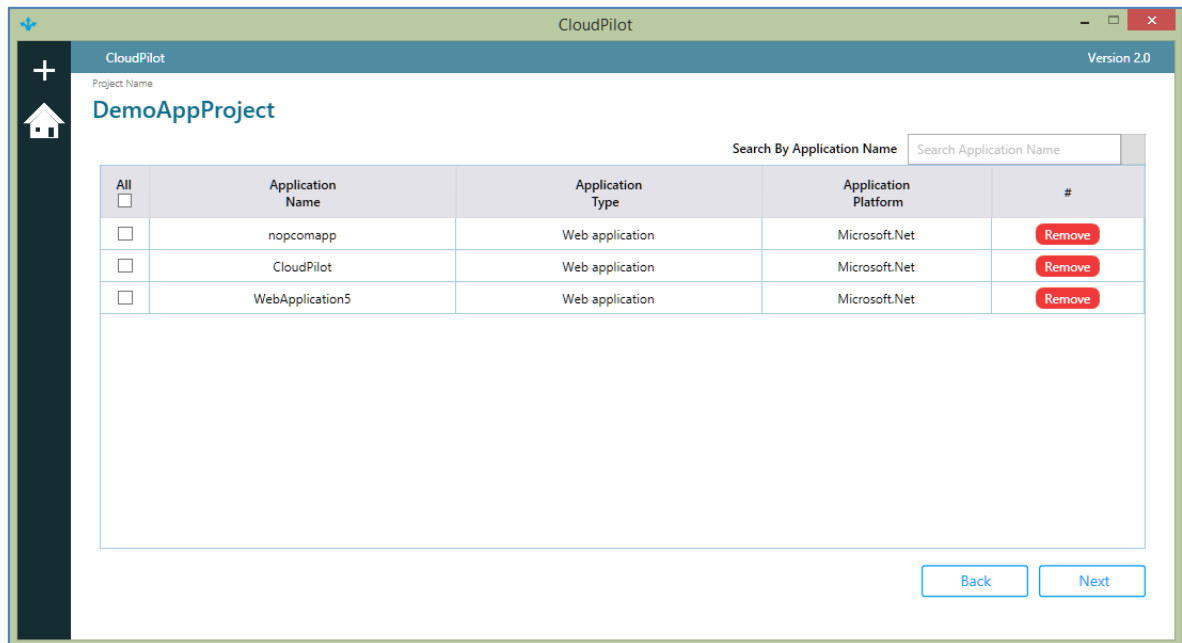 CloudPilot
CloudPilot Version 2.0
Project Name
DemoAppProject
Search By Application Name Search Application Name
All Application Name Application Type Application Platform #
nopcomapp Web application Microsoft.Net Remove
CloudPilot Web application Microsoft.Net Remove
WebApplication5 Web application Microsoft.Net Remove
Back Next